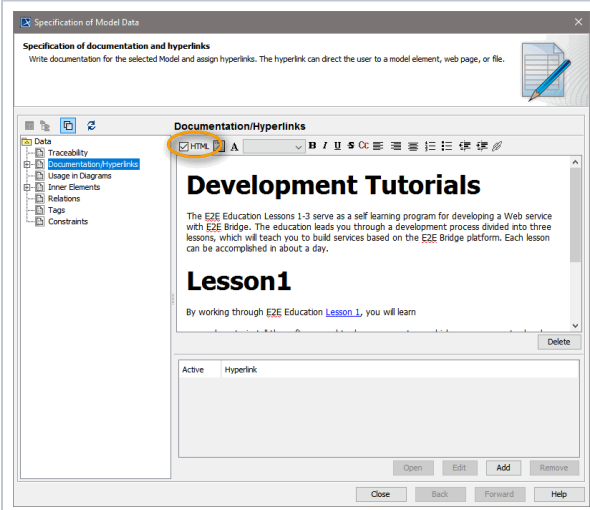 Specification of Model Data
Specification of documentation and hyperlinks
Write documentation for the selected Model and assign hyperlinks. The hyperlink can direct the user to a model element, web page, or file.
Data
Traceability
Documentation/Hyperlinks
Usage in Diagrams
Inner Elements
Relations
Tags
Constraints
Documentation/Hyperlinks
HTML A B I U S Cc
Development Tutorials
The E2E Education Lessons 1-3 serve as a self learning program for developing a Web service
with E2E Bridge. The education leads you through a development process divided into three
lessons, which will teach you to build services based on the E2E Bridge platform. Each lesson
can be accomplished in about a day.
Lesson1
By working through E2E Education Lesson 1, you will learn
Delete
Active Hyperlink
Open Edit Add Remove
Close Back Forward Help